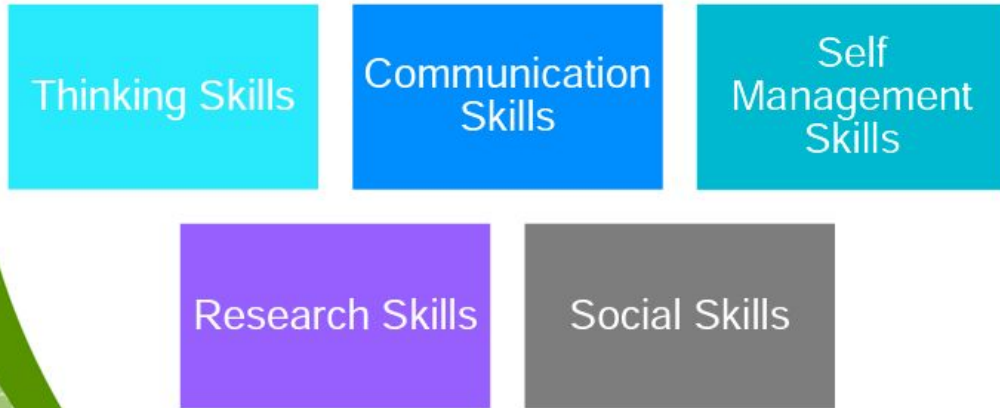 Thinking Skills
Communication
Skills
Self
Management
Skills
Research Skills
Social Skills